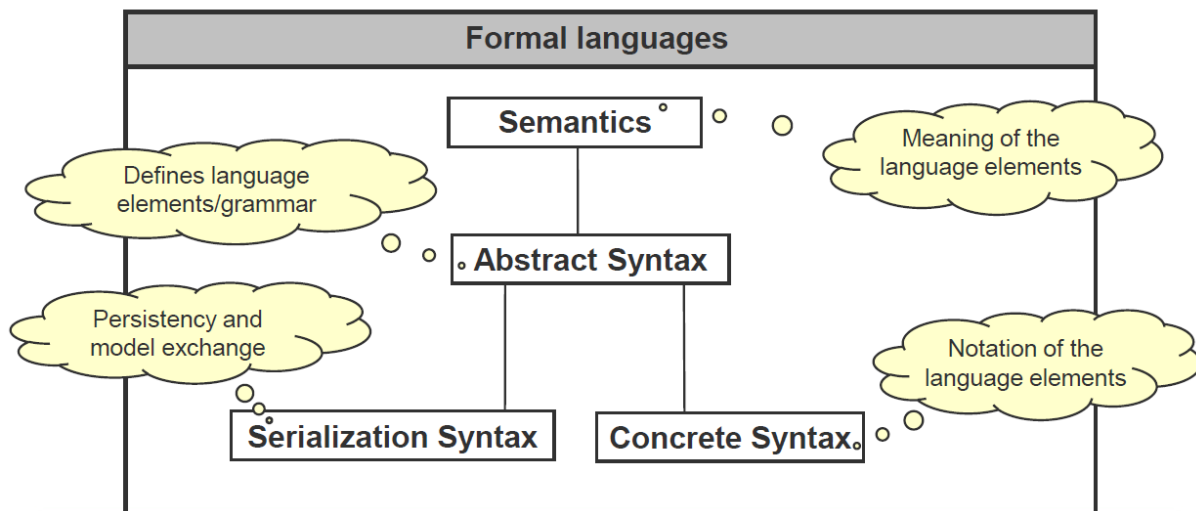 Formal languages
Semantics
Meaning of the
language elements
Defines language
elements/grammar
Abstract Syntax
Persistency and
model exchange
Notation of the
language elements
Serialization Syntax
Concrete Syntax